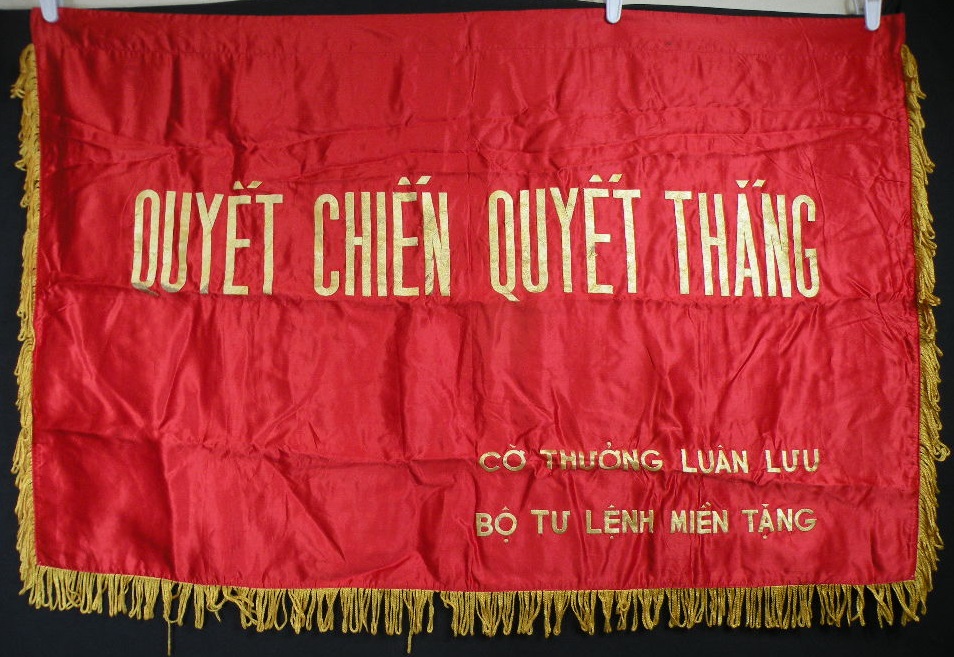 QUYẾT CHIẾN QUYẾT THẮNG
CỜ THƯỞNG LUÂN LƯU
BỘ TƯ LỆNH MIỀN TẶNG